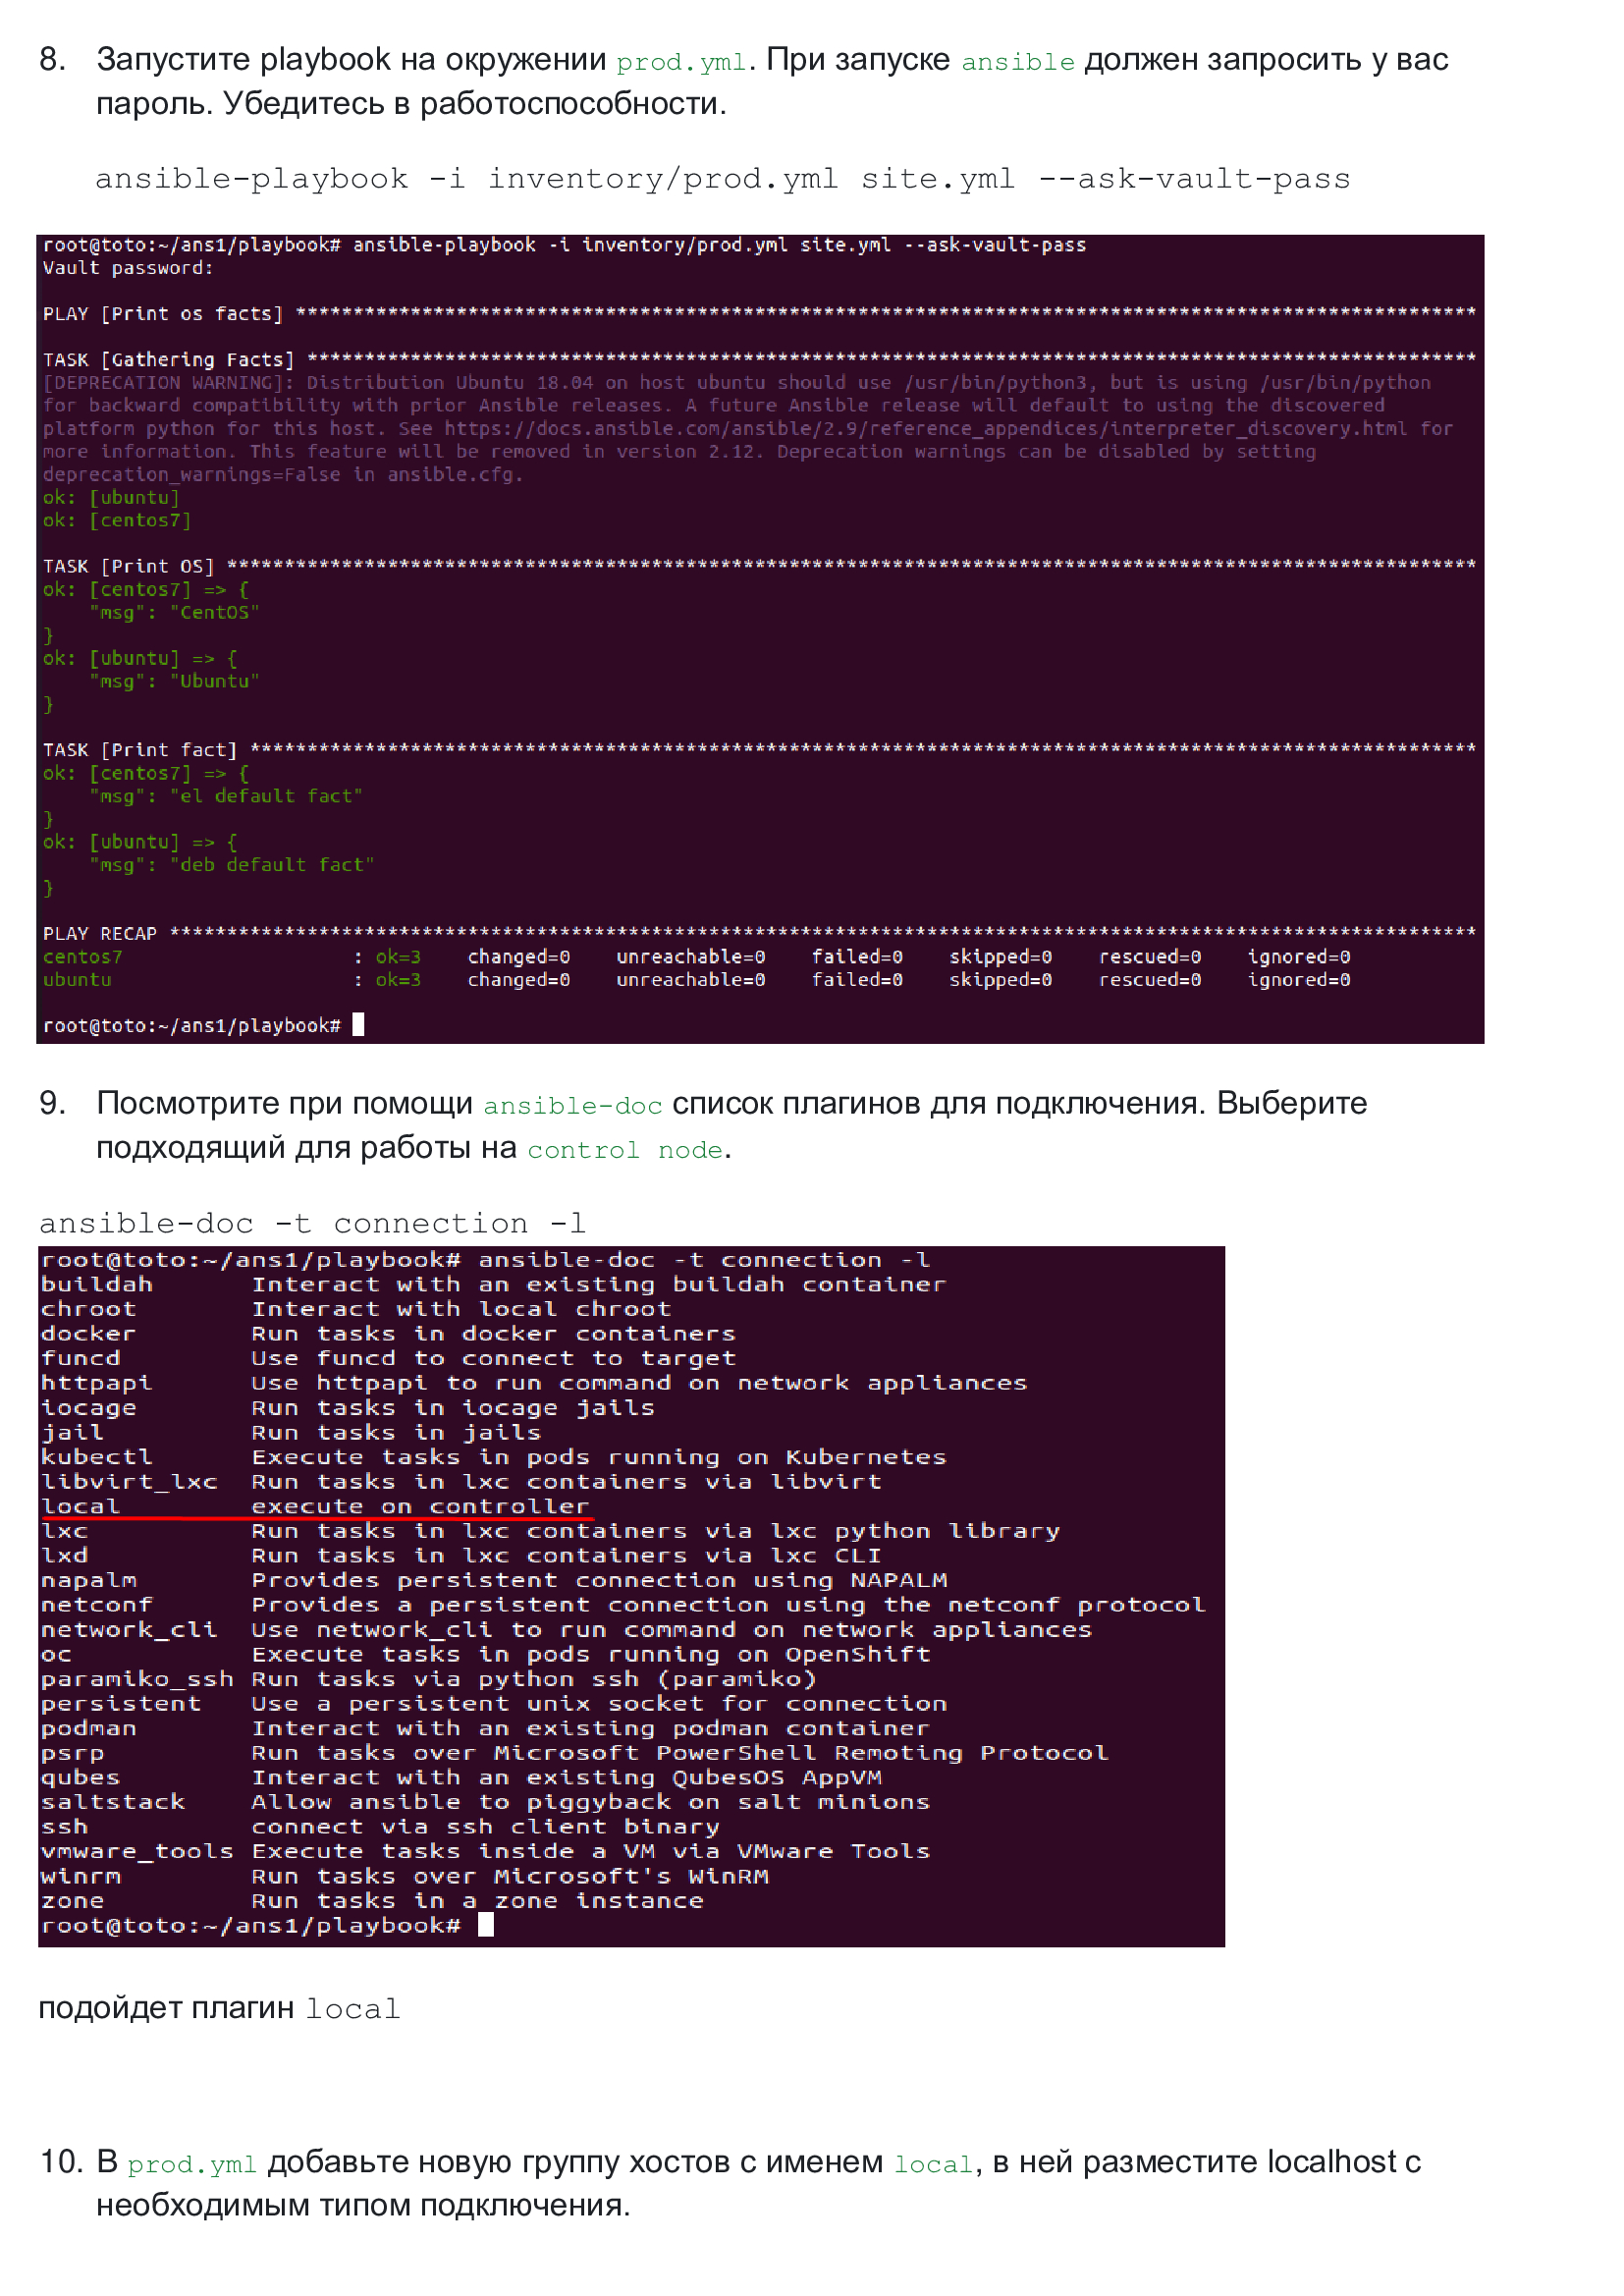 8. Запустите playbook на окружении prod.yml. При запуске ansible должен запросить у вас
пароль. Убедитесь в работоспособности.
ansible-playbook -i inventory/prod.yml site.yml --ask-vault-pass
root@toto:~/ans1/playbook# ansible-playbook -i inventory/prod.yml site.yml --ask-vault-pass
Vault password:
PLAY [Print os facts] *******************************************************************************************************
TASK [Gathering Facts] ******************************************************************************************************
[DEPRECATION WARNING]: Distribution Ubuntu 18.04 on host ubuntu should use /usr/bin/python3, but is using /usr/bin/python
for backward compatibility with prior Ansible releases. A future Ansible release will default to using the discovered
platform python for this host. See https://docs.ansible.com/ansible/2.9/reference_appendices/interpreter_discovery.html for
more information. This feature will be removed in version 2.12. Deprecation warnings can be disabled by setting
deprecation_warnings=False in ansible.cfg.
ok: [ubuntu]
ok: [centos7]
TASK [Print OS] *************************************************************************************************************
ok: [centos7] => {
"msg": "CentOS"
}
ok: [ubuntu] => {
"msg": "Ubuntu"
}
TASK [Print fact] ***********************************************************************************************************
ok: [centos7] => {
"msg": "el default fact"
}
ok: [ubuntu] => {
"msg": "deb default fact"
}
PLAY RECAP ******************************************************************************************************************
centos7 : ok=3 changed=0 unreachable=0 failed=0 skipped=0 rescued=0 ignored=0
ubuntu : ok=3 changed=0 unreachable=0 failed=0 skipped=0 rescued=0 ignored=0
root@toto:~/ans1/playbook#
9. Посмотрите при помощи ansible-doc список плагинов для подключения. Выберите
подходящий для работы на control node.
ansible-doc -t connection -l
root@toto:~/ans1/playbook# ansible-doc -t connection -l
buildah Interact with an existing buildah container
chroot Interact with local chroot
docker Run tasks in docker containers
funcd Use funcd to connect to target
httpapi Use httpapi to run command on network appliances
iocage Run tasks in iocage jails
jail Run tasks in jails
kubectl Execute tasks in pods running on Kubernetes
libvirt_lxc Run tasks in lxc containers via libvirt
local execute on controller
lxc Run tasks in lxc containers via lxc python library
lxd Run tasks in lxc containers via lxc CLI
napalm Provides persistent connection using NAPALM
netconf Provides a persistent connection using the netconf protocol
network_cli Use network_cli to run command on network appliances
oc Execute tasks in pods running on OpenShift
paramiko_ssh Run tasks via python ssh (paramiko)
persistent Use a persistent unix socket for connection
podman Interact with an existing podman container
psrp Run tasks over Microsoft PowerShell Remoting Protocol
qubes Interact with an existing QubesOS AppVM
saltstack Allow ansible to piggyback on salt minions
ssh connect via ssh client binary
vmware_tools Execute tasks inside a VM via VMware Tools
winrm Run tasks over Microsoft's WinRM
zone Run tasks in a zone instance
root@toto:~/ans1/playbook#
подойдет плагин local
10. В prod.yml добавьте новую группу хостов с именем local, в ней разместите localhost с
необходимым типом подключения.